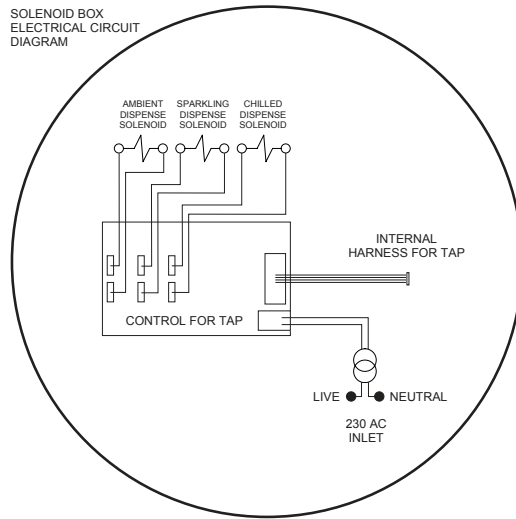 SOLENOID BOX
ELECTRICAL CIRCUIT
DIAGRAM
AMBIENT
DISPENSE
SOLENOID
SPARKLING
DISPENSE
SOLENOID
CHILLED
DISPENSE
SOLENOID
INTERNAL
HARNESS FOR TAP
CONTROL FOR TAP
LIVE
NEUTRAL
230 AC
INLET